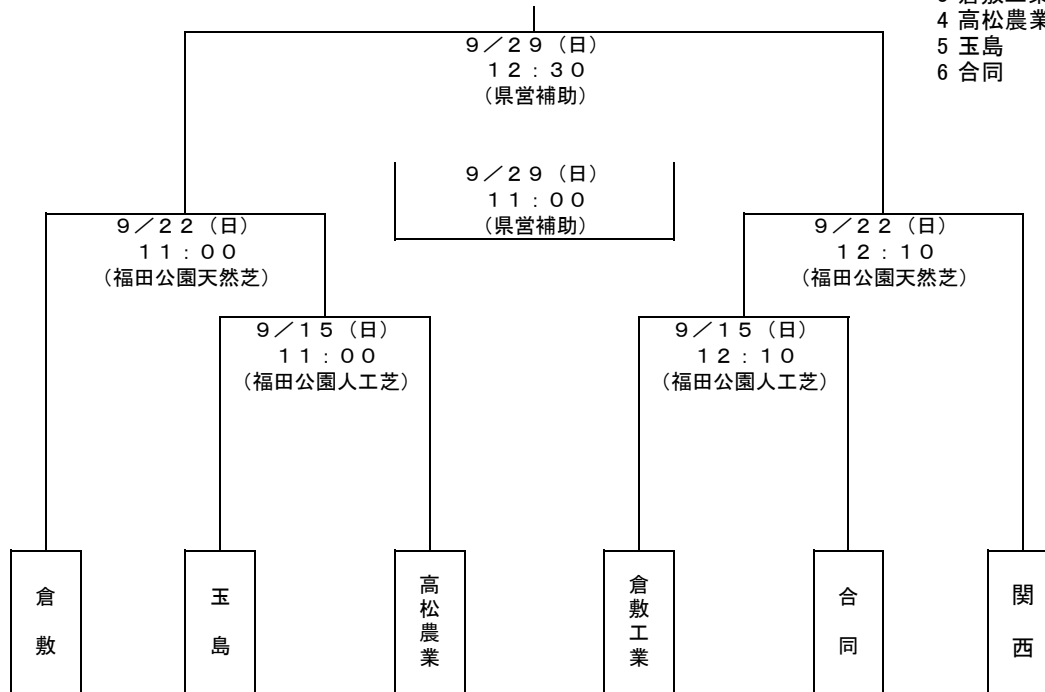 3 倉敷工業
4 高松農業
5 玉島
6 合同
9／29（日）
12：30
（県営補助）
9／29（日）
11：00
（県営補助）
9／22（日）
11：00
（福田公園天然芝）
9／22（日）
12：10
（福田公園天然芝）
9／15（日）
11：00
（福田公園人工芝）
9／15（日）
12：10
（福田公園人工芝）
倉敷
玉島
高松農業
倉敷工業
合同
関西